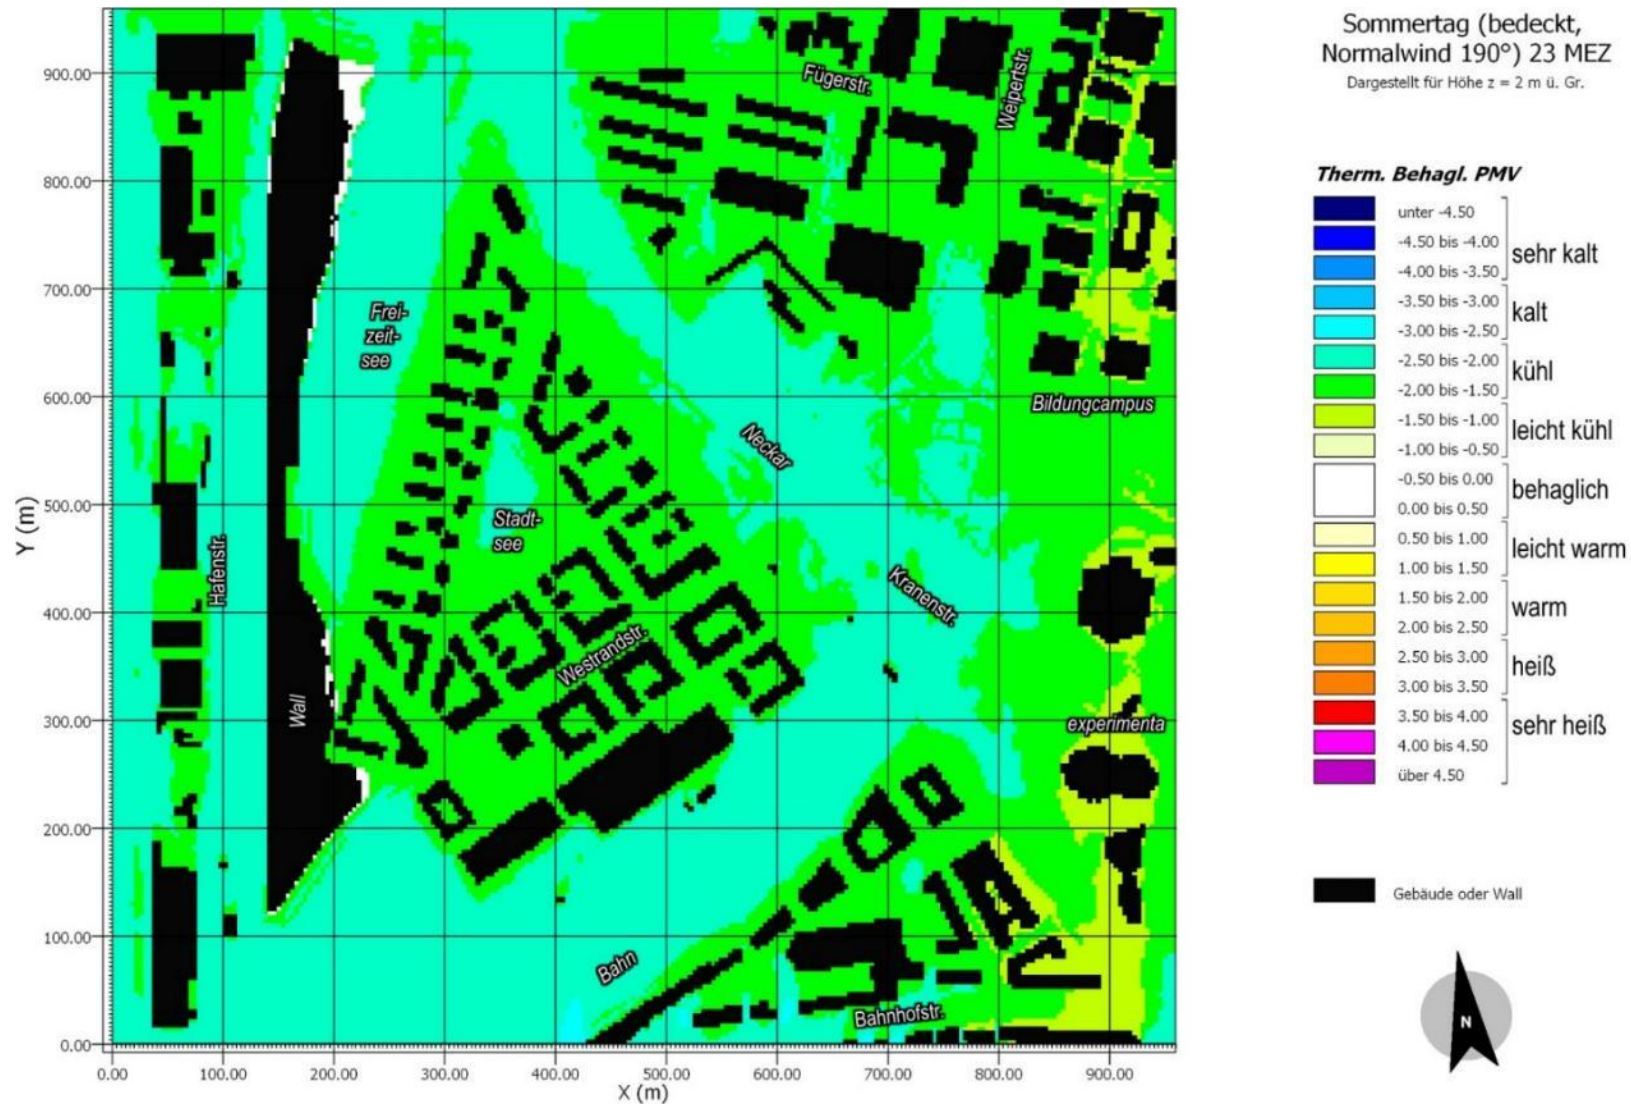 Sommertag (bedeckt,
Normalwind 190°) 23 MEZ
Dargestellt für Höhe z = 2 m ü. Gr.
Therm. Behagl. PMV
unter -4.50
-4.50 bis -4.00
-4.00 bis -3.50
sehr kalt
-3.50 bis -3.00
-3.00 bis -2.50
kalt
-2.50 bis -2.00
-2.00 bis -1.50
kühl
-1.50 bis -1.00
-1.00 bis -0.50
leicht kühl
-0.50 bis 0.00
0.00 bis 0.50
behaglich
0.50 bis 1.00
1.00 bis 1.50
leicht warm
1.50 bis 2.00
2.00 bis 2.50
warm
2.50 bis 3.00
3.00 bis 3.50
heiß
3.50 bis 4.00
4.00 bis 4.50
über 4.50
sehr heiß
Gebäude oder Wall
N
Y (m)
900.00
800.00
700.00
600.00
500.00
400.00
300.00
200.00
100.00
0.00
0.00
100.00
200.00
300.00
400.00
500.00
600.00
700.00
800.00
900.00
X (m)
Fügerstr.
Weipertstr.
Frei-
zeit-
see
Bildungcampus
Neckar
Stadt-
see
Hafenstr.
Kranenstr.
Westrandstr.
Wall
experimenta
Bahn
Bahnhofstr.